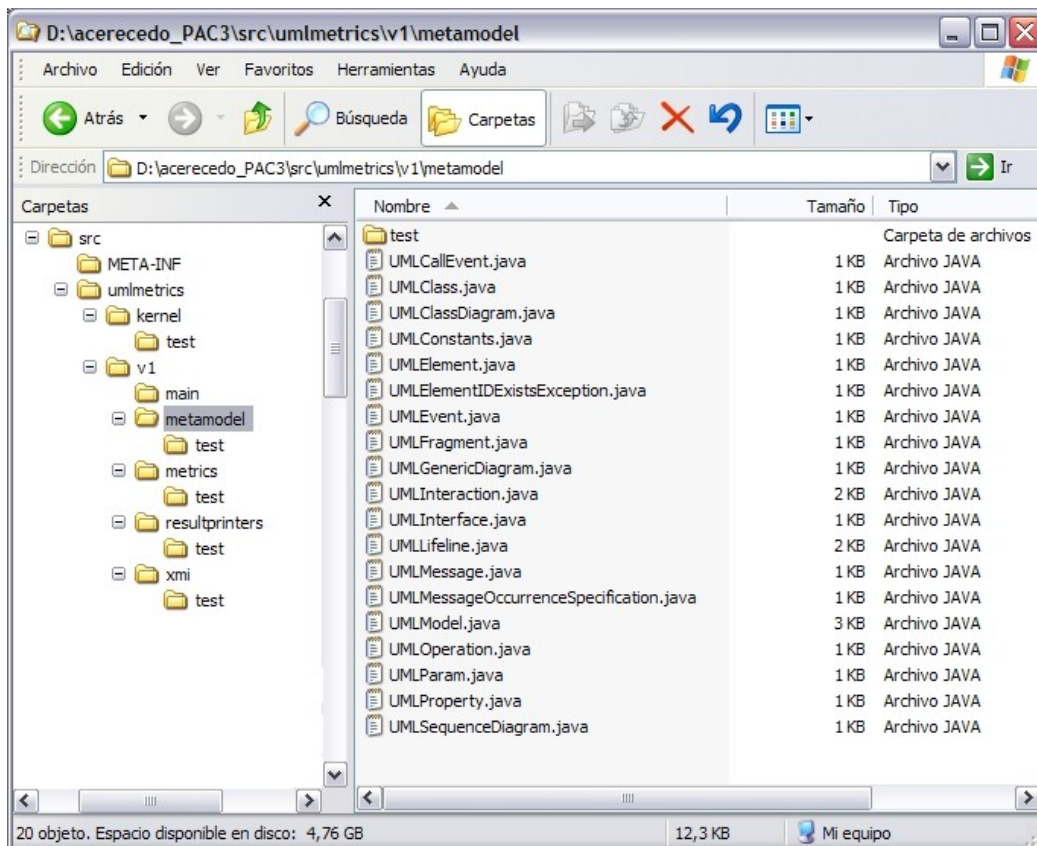 D:\acerecedo_PAC3\src\umlmetrics\v1\metamodel
Archivo Edición Ver Favoritos Herramientas Ayuda
Atrás Búsqueda Carpetas
Dirección D:\acerecedo_PAC3\src\umlmetrics\v1\metamodel Ir
Carpetas
src
META-INF
umlmetrics
kernel
test
v1
main
metamodel
test
metrics
test
resultprinters
test
xmi
test
Nombre Tamaño Tipo
test Carpeta de archivos
UMLCallEvent.java 1 KB Archivo JAVA
UMLClass.java 1 KB Archivo JAVA
UMLClassDiagram.java 1 KB Archivo JAVA
UMLConstants.java 1 KB Archivo JAVA
UMLElement.java 1 KB Archivo JAVA
UMLElementIDExistsException.java 1 KB Archivo JAVA
UMLEvent.java 1 KB Archivo JAVA
UMLFragment.java 1 KB Archivo JAVA
UMLGenericDiagram.java 1 KB Archivo JAVA
UMLInteraction.java 2 KB Archivo JAVA
UMLInterface.java 1 KB Archivo JAVA
UMLLifeline.java 2 KB Archivo JAVA
UMLMessage.java 1 KB Archivo JAVA
UMLMessageOccurrenceSpecification.java 1 KB Archivo JAVA
UMLModel.java 3 KB Archivo JAVA
UMLOperation.java 1 KB Archivo JAVA
UMLParam.java 1 KB Archivo JAVA
UMLProperty.java 1 KB Archivo JAVA
UMLSequenceDiagram.java 1 KB Archivo JAVA
20 objeto. Espacio disponible en disco: 4,76 GB 12,3 KB Mi equipo